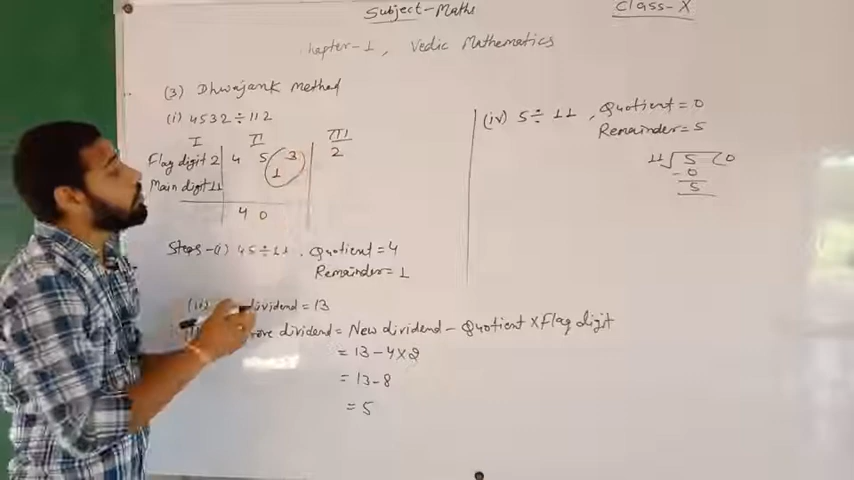 Subject-Maths
Class-X
Chapter-1, Vedic Mathematics
(3) Dhwajank method
(i) 4532÷112
I II III
Flag digit 2 4 5 3 2
Main digit 11 1
4 0
Steps-(i) 45÷11, Quotient=4
Remainder=1
(ii) dividend=13
dividend= New dividend - Quotient×Flag digit
= 13-4×2
= 13-8
= 5
(iv) 5÷11, Quotient=0
Remainder=5
11 5 0
-0
5